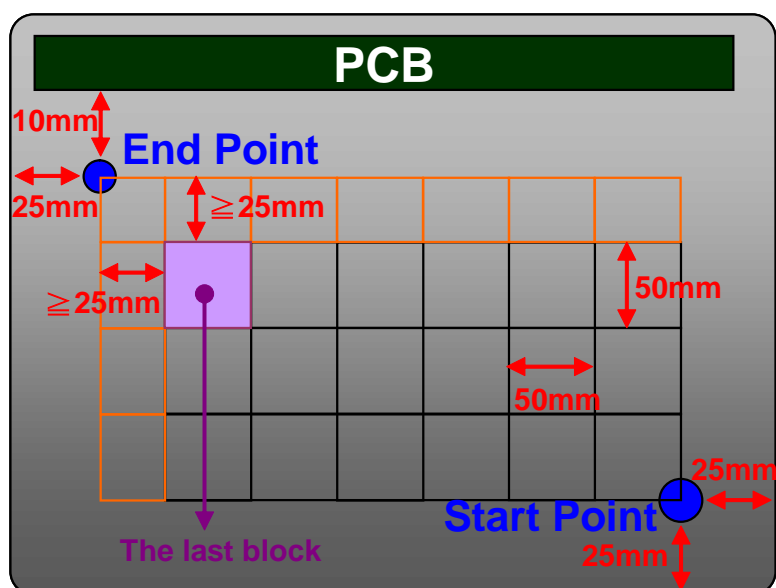 PCB
10mm
End Point
25mm
≧25mm
≧25mm
50mm
50mm
25mm
Start Point
The last block
25mm